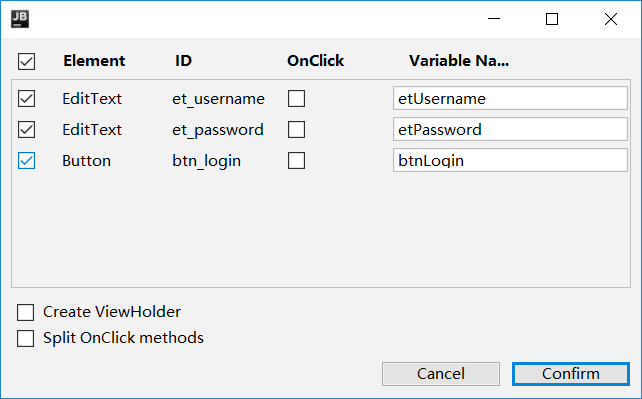 JB
Element ID OnClick Variable Na...
EditText et_username etUsername
EditText et_password etPassword
Button btn_login btnLogin
Create ViewHolder
Split OnClick methods
Cancel Confirm